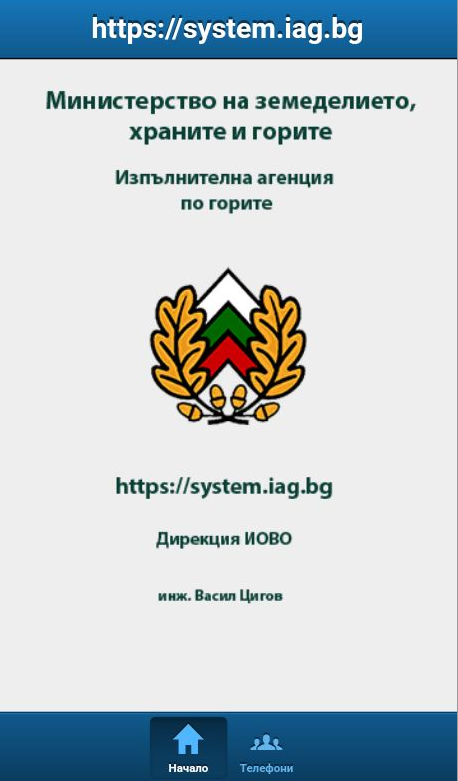 https://system.iag.bg
Министерство на земеделието,
храните и горите
Изпълнителна агенция
по горите
https://system.iag.bg
Дирекция ИОВО
инж. Васил Цигов
Начало
Телефони